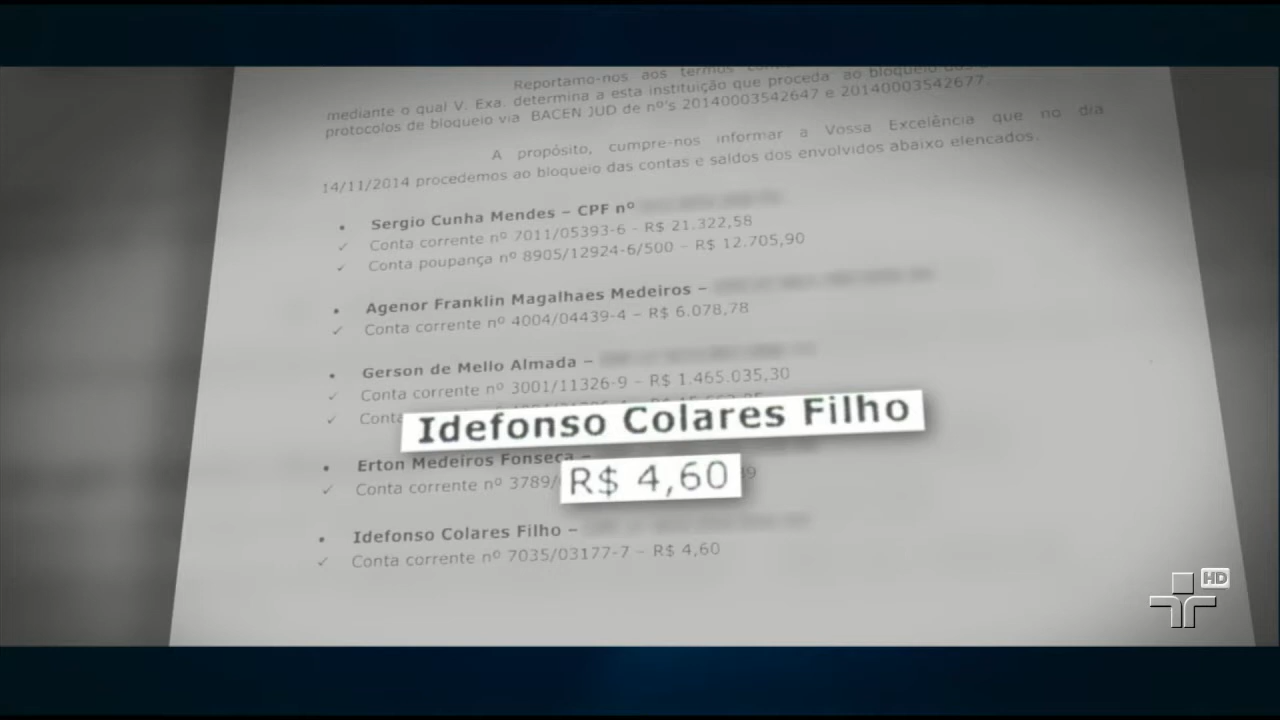 Reportamo-nos aos termos
mediante o qual V. Exa. determina a esta instituição que proceda ao bloqueio dos
protocolos de bloqueio via BACEN JUD de nº's 20140003542647 e 20140003542677.
A propósito, cumpre-nos informar a Vossa Excelência que no dia
14/11/2014 procedemos ao bloqueio das contas e saldos dos envolvidos abaixo elencados.
• Sergio Cunha Mendes – CPF nº
✓ Conta corrente nº 7011/05393-6 – R$ 21.322,58
✓ Conta poupança nº 8905/12924-6/500 – R$ 12.705,90
• Agenor Franklin Magalhaes Medeiros –
✓ Conta corrente nº 4004/04439-4 – R$ 6.078,78
• Gerson de Mello Almada –
✓ Conta corrente nº 3001/11326-9 – R$ 1.465.035,30
✓ Conta
Idefonso Colares Filho
• Erton Medeiros Fonseca –
✓ Conta corrente nº 3789/
R$ 4,60
• Idefonso Colares Filho –
✓ Conta corrente nº 7035/03177-7 – R$ 4,60
HD